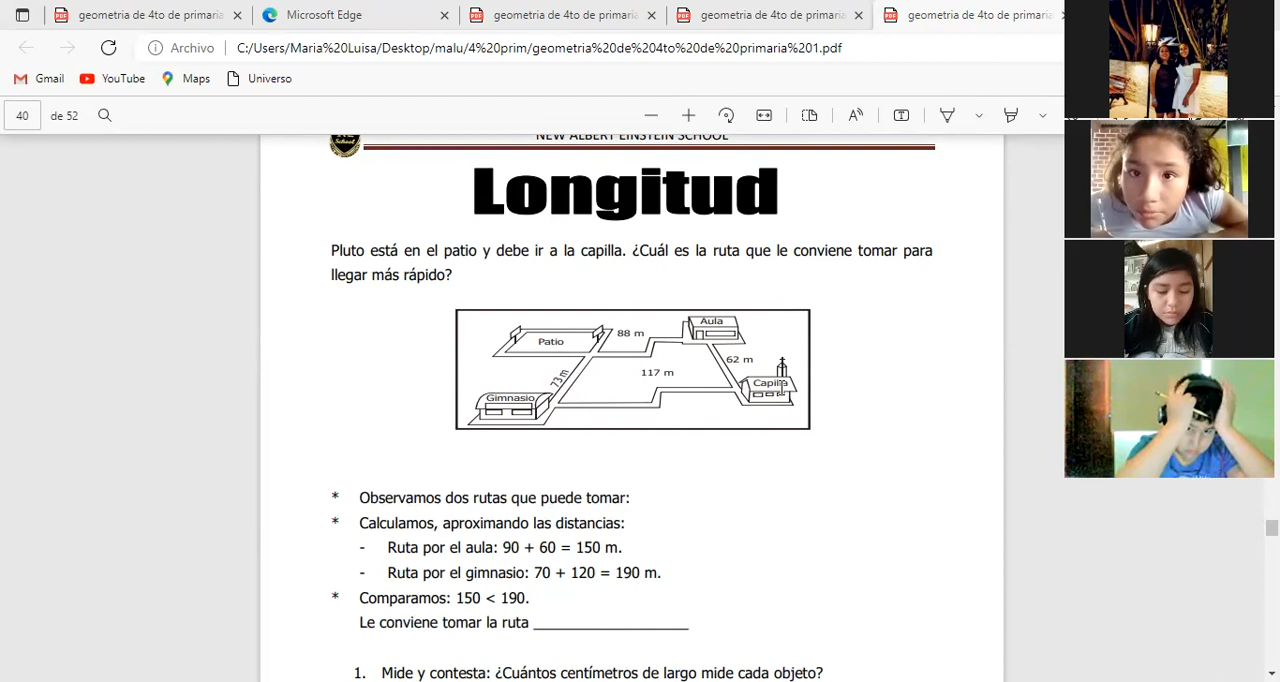 geometria de 4to de primaria
Microsoft Edge
geometria de 4to de primaria
geometria de 4to de primaria
geometria de 4to de primaria
Archivo
C:/Users/Maria%20Luisa/Desktop/malu/4%20prim/geometria%20de%204to%20de%20primaria%201.pdf
Gmail
YouTube
Maps
Universo
40
de 52
School
NEW ALBERT EINSTEIN SCHOOL
Longitud
Pluto está en el patio y debe ir a la capilla. ¿Cuál es la ruta que le conviene tomar para
llegar más rápido?
Aula
88 m
Patio
62 m
117 m
73m
Capilla
Gimnasio
* Observamos dos rutas que puede tomar:
* Calculamos, aproximando las distancias:
- Ruta por el aula: 90 + 60 = 150 m.
- Ruta por el gimnasio: 70 + 120 = 190 m.
* Comparamos: 150 < 190.
Le conviene tomar la ruta ___________________
1. Mide y contesta: ¿Cuántos centímetros de largo mide cada objeto?